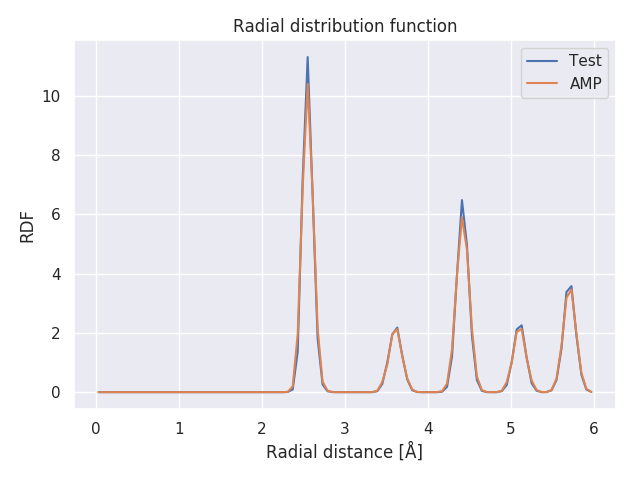 Radial distribution function
Test
AMP
RDF
10
8
6
4
2
0
0 1 2 3 4 5 6
Radial distance [Å]